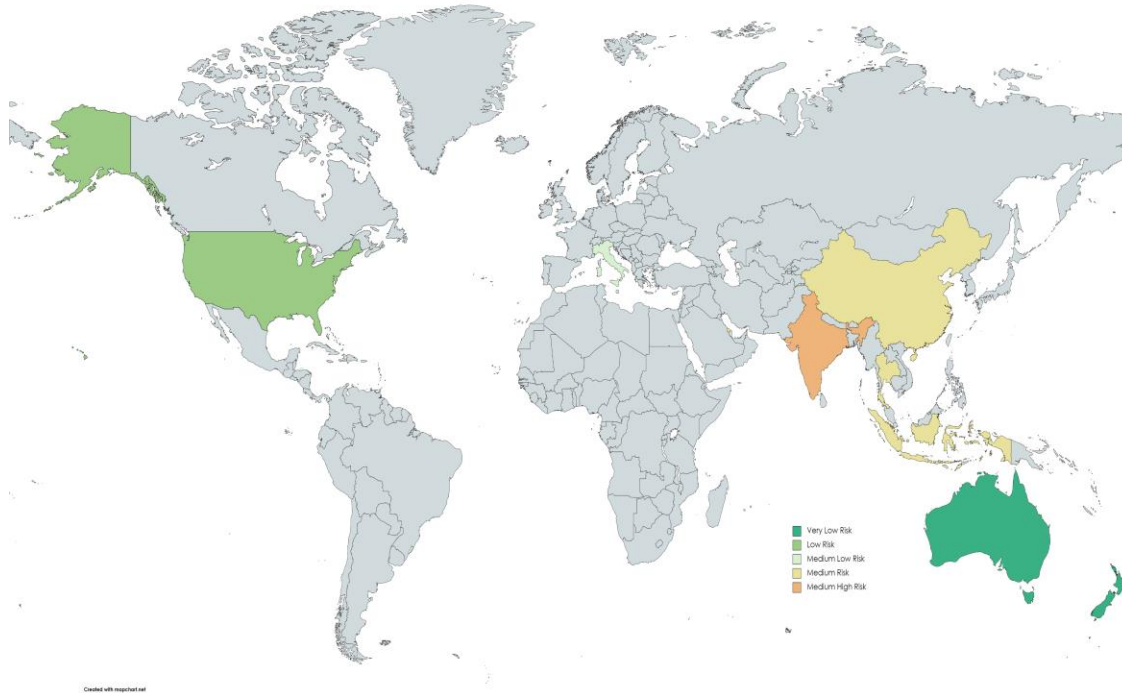 Very Low Risk
Low Risk
Medium Low Risk
Medium Risk
Medium High Risk
Created with mapchart.net